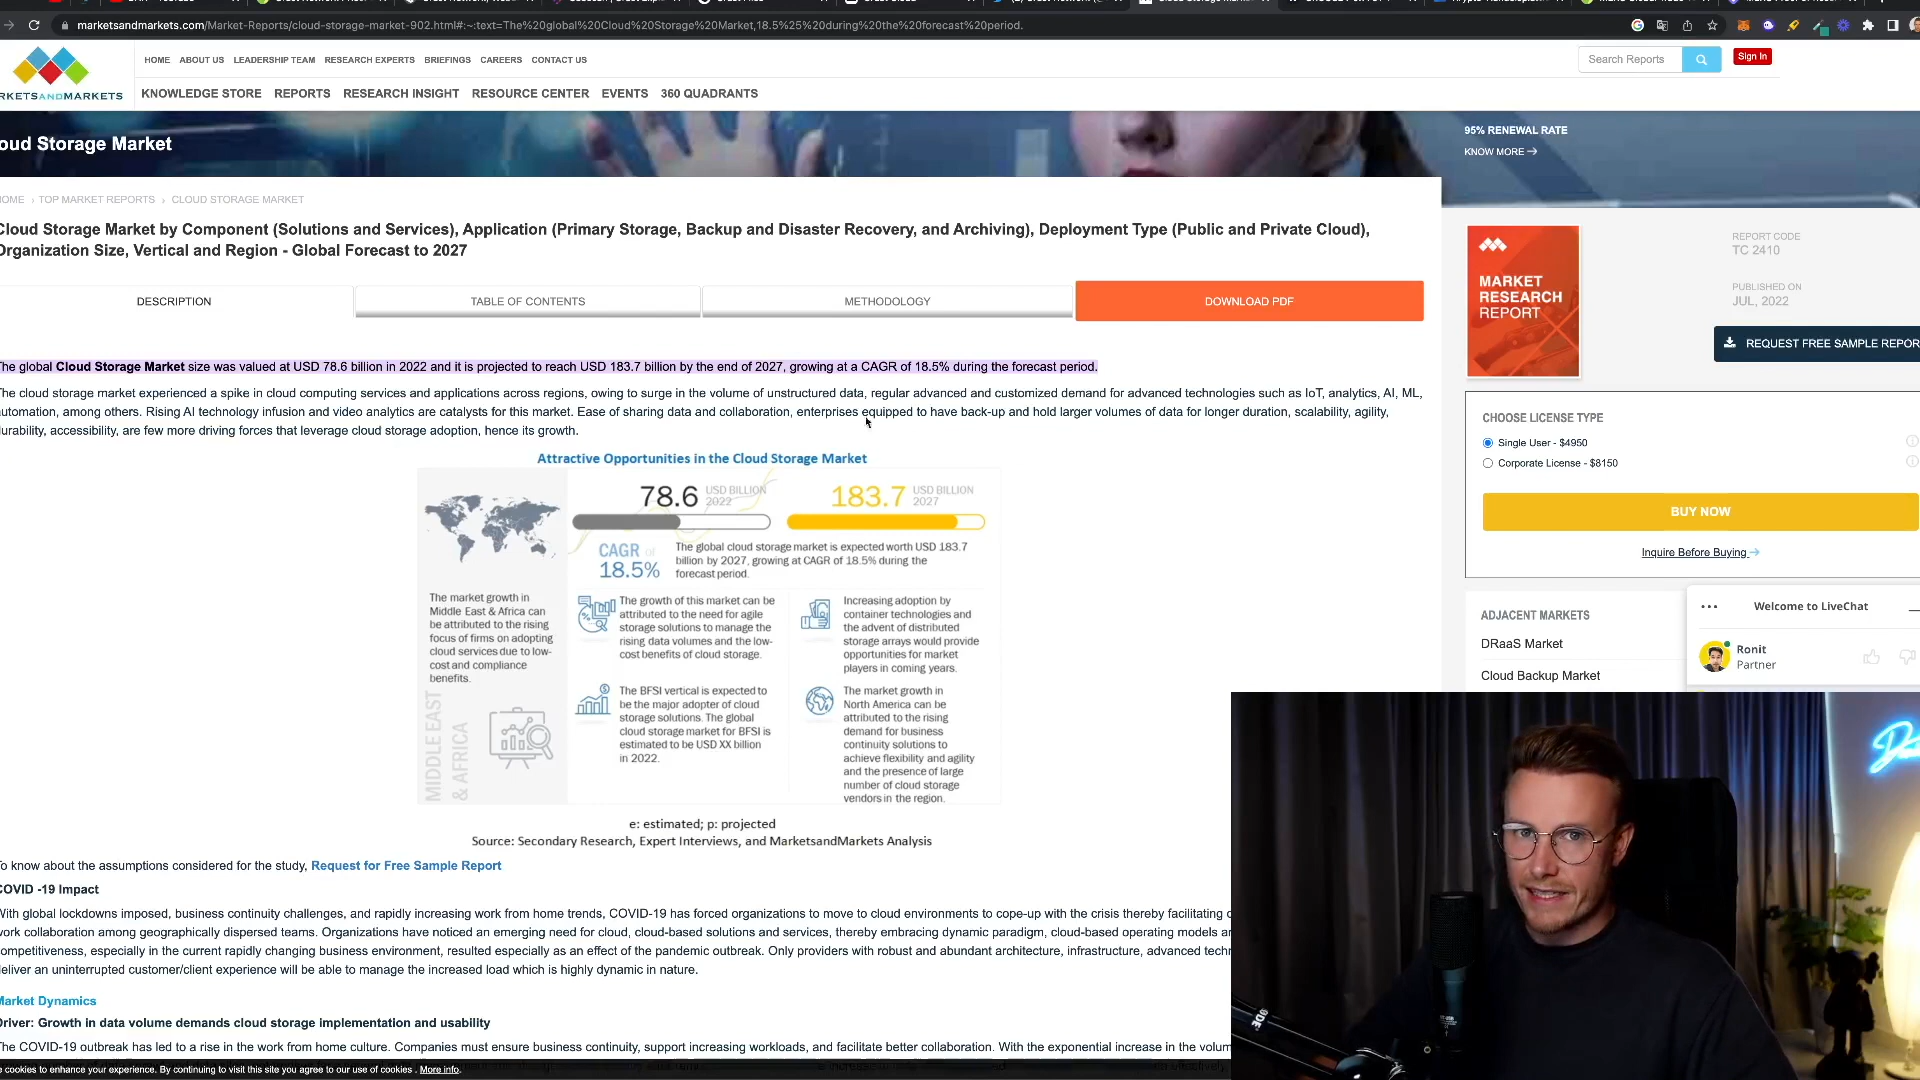 marketsandmarkets.com/Market-Reports/cloud-storage-market-902.html#:~:text=The%20global%20Cloud%20Storage%20Market,18.5%25%20during%20the%20forecast%20period.
HOME ABOUT US LEADERSHIP TEAM RESEARCH EXPERTS BRIEFINGS CAREERS CONTACT US
Search Reports
Sign In
RKETSANDMARKETS
KNOWLEDGE STORE REPORTS RESEARCH INSIGHT RESOURCE CENTER EVENTS 360 QUADRANTS
oud Storage Market
95% RENEWAL RATE
KNOW MORE
OME › TOP MARKET REPORTS › CLOUD STORAGE MARKET
Cloud Storage Market by Component (Solutions and Services), Application (Primary Storage, Backup and Disaster Recovery, and Archiving), Deployment Type (Public and Private Cloud),
Organization Size, Vertical and Region - Global Forecast to 2027
DESCRIPTION
TABLE OF CONTENTS
METHODOLOGY
DOWNLOAD PDF
The global Cloud Storage Market size was valued at USD 78.6 billion in 2022 and it is projected to reach USD 183.7 billion by the end of 2027, growing at a CAGR of 18.5% during the forecast period.
The cloud storage market experienced a spike in cloud computing services and applications across regions, owing to surge in the volume of unstructured data, regular advanced and customized demand for advanced technologies such as IoT, analytics, AI, ML,
automation, among others. Rising AI technology infusion and video analytics are catalysts for this market. Ease of sharing data and collaboration, enterprises equipped to have back-up and hold larger volumes of data for longer duration, scalability, agility,
durability, accessibility, are few more driving forces that leverage cloud storage adoption, hence its growth.
Attractive Opportunities in the Cloud Storage Market
78.6 USD BILLION 2022
183.7 USD BILLION 2027
CAGR of
18.5%
The global cloud storage market is expected worth USD 183.7
billion by 2027, growing at CAGR of 18.5% during the
forecast period.
The market growth in
Middle East & Africa can
be attributed to the rising
focus of firms on adopting
cloud services due to low-
cost and compliance
benefits.
MIDDLE EAST
& AFRICA
The growth of this market can be
attributed to the need for agile
storage solutions to manage the
rising data volumes and the low-
cost benefits of cloud storage.
Increasing adoption by
container technologies and
the advent of distributed
storage arrays would provide
opportunities for market
players in coming years.
The BFSI vertical is expected to
be the major adopter of cloud
storage solutions. The global
cloud storage market for BFSI is
estimated to be USD XX billion
in 2022.
The market growth in
North America can be
attributed to the rising
demand for business
continuity solutions to
achieve flexibility and agility
and the presence of large
number of cloud storage
vendors in the region.
e: estimated; p: projected
Source: Secondary Research, Expert Interviews, and MarketsandMarkets Analysis
To know about the assumptions considered for the study, Request for Free Sample Report
COVID -19 Impact
With global lockdowns imposed, business continuity challenges, and rapidly increasing work from home trends, COVID-19 has forced organizations to move to cloud environments to cope-up with the crisis thereby facilitating
work collaboration among geographically dispersed teams. Organizations have noticed an emerging need for cloud, cloud-based solutions and services, thereby embracing dynamic paradigm, cloud-based operating models
competitiveness, especially in the current rapidly changing business environment, resulted especially as an effect of the pandemic outbreak. Only providers with robust and abundant architecture, infrastructure, advanced
deliver an uninterrupted customer/client experience will be able to manage the increased load which is highly dynamic in nature.
Market Dynamics
Driver: Growth in data volume demands cloud storage implementation and usability
The COVID-19 outbreak has led to a rise in the work from home culture. Companies must ensure business continuity, support increasing workloads, and facilitate better collaboration. With the exponential increase in the
cookies to enhance your experience. By continuing to visit this site you agree to our use of cookies . More info.
MARKET
RESEARCH
REPORT
REPORT CODE
TC 2410
PUBLISHED ON
JUL, 2022
REQUEST FREE SAMPLE REPOR
CHOOSE LICENSE TYPE
Single User - $4950
Corporate License - $8150
BUY NOW
Inquire Before Buying
ADJACENT MARKETS
DRaaS Market
Cloud Backup Market
Welcome to LiveChat
Ronit
Partner